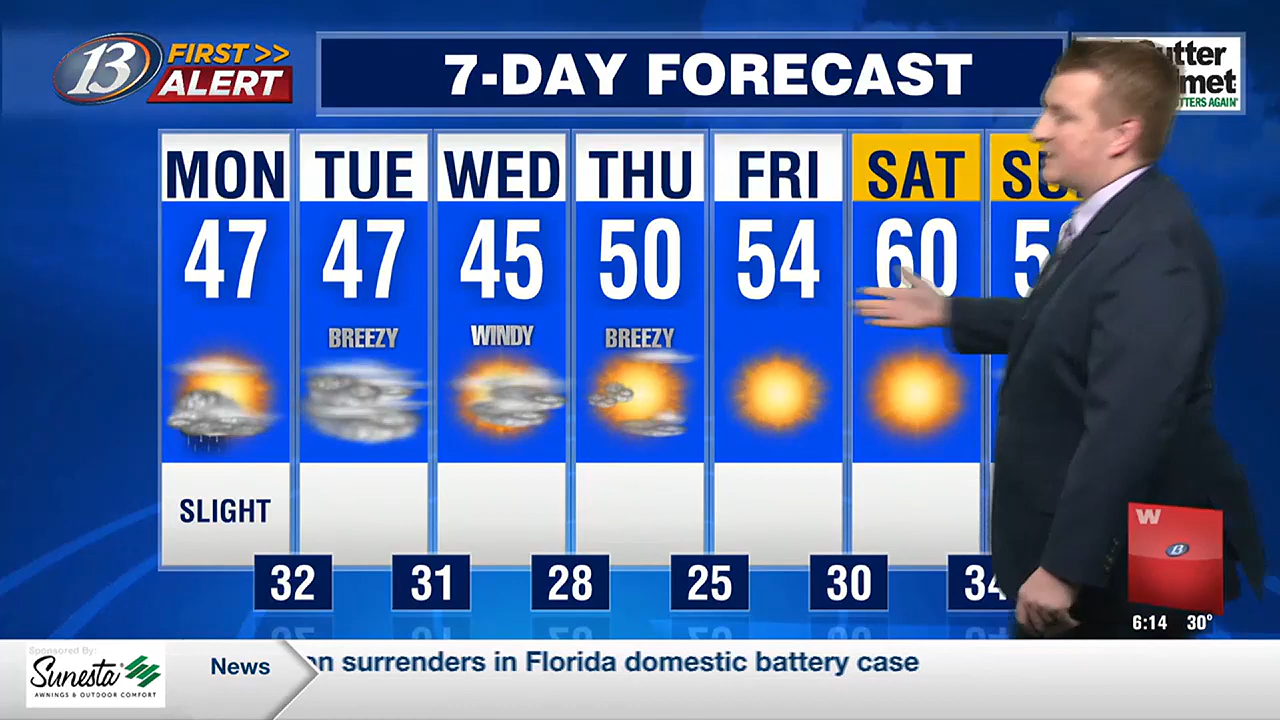 13 FIRST >>
ALERT
7-DAY FORECAST
MON TUE WED THU FRI SAT
47 47 45 50 54 60
BREEZY WINDY BREEZY
SLIGHT
32 31 28 25 30
W
13
6:14 30°
Sponsored By:
Sunesta
AWNINGS & OUTDOOR COMFORT
News
surrenders in Florida domestic battery case